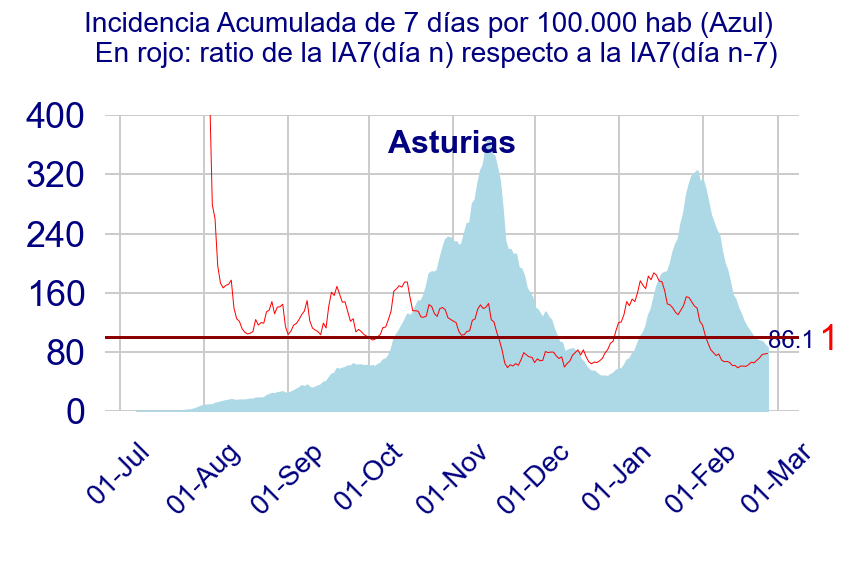 Incidencia Acumulada de 7 días por 100.000 hab (Azul)
En rojo: ratio de la IA7(día n) respecto a la IA7(día n-7)
Asturias
400
320
240
160
80
0
86.1
1
01-Jul
01-Aug
01-Sep
01-Oct
01-Nov
01-Dec
01-Jan
01-Feb
01-Mar